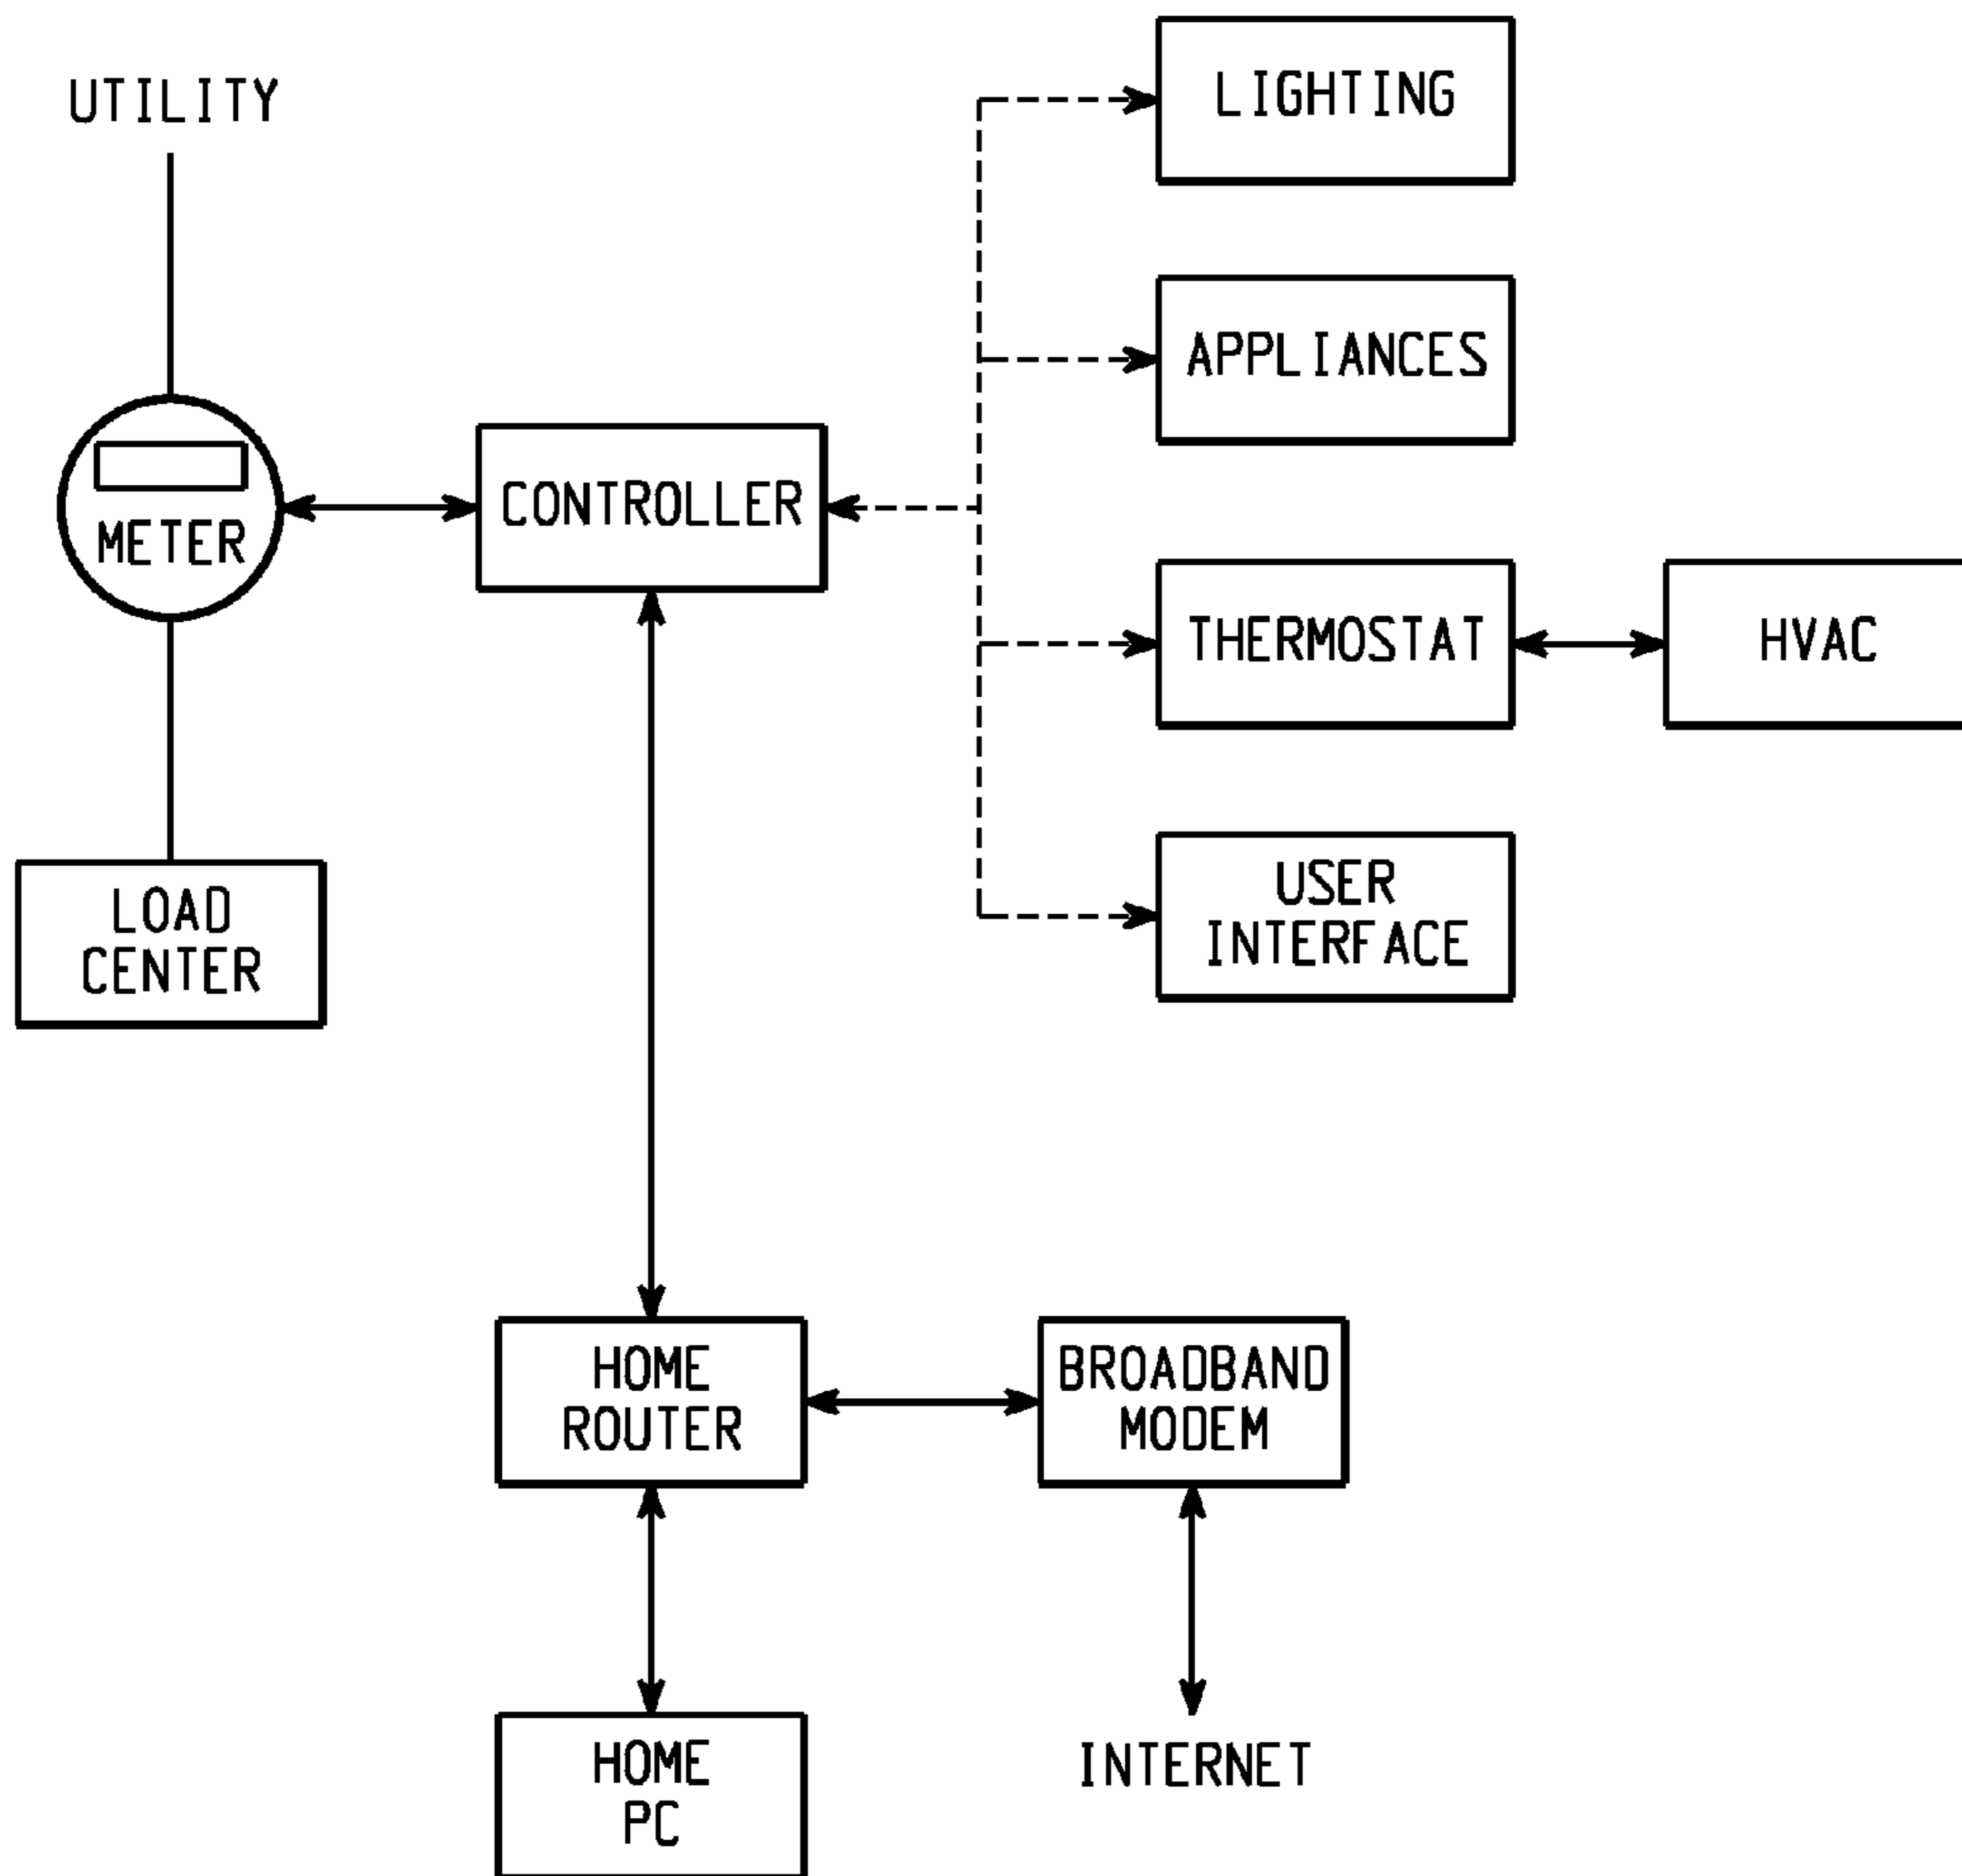 UTILITY
LIGHTING
APPLIANCES
CONTROLLER
METER
THERMOSTAT
HVAC
USER
INTERFACE
LOAD
CENTER
HOME
ROUTER
BROADBAND
MODEM
HOME
PC
INTERNET